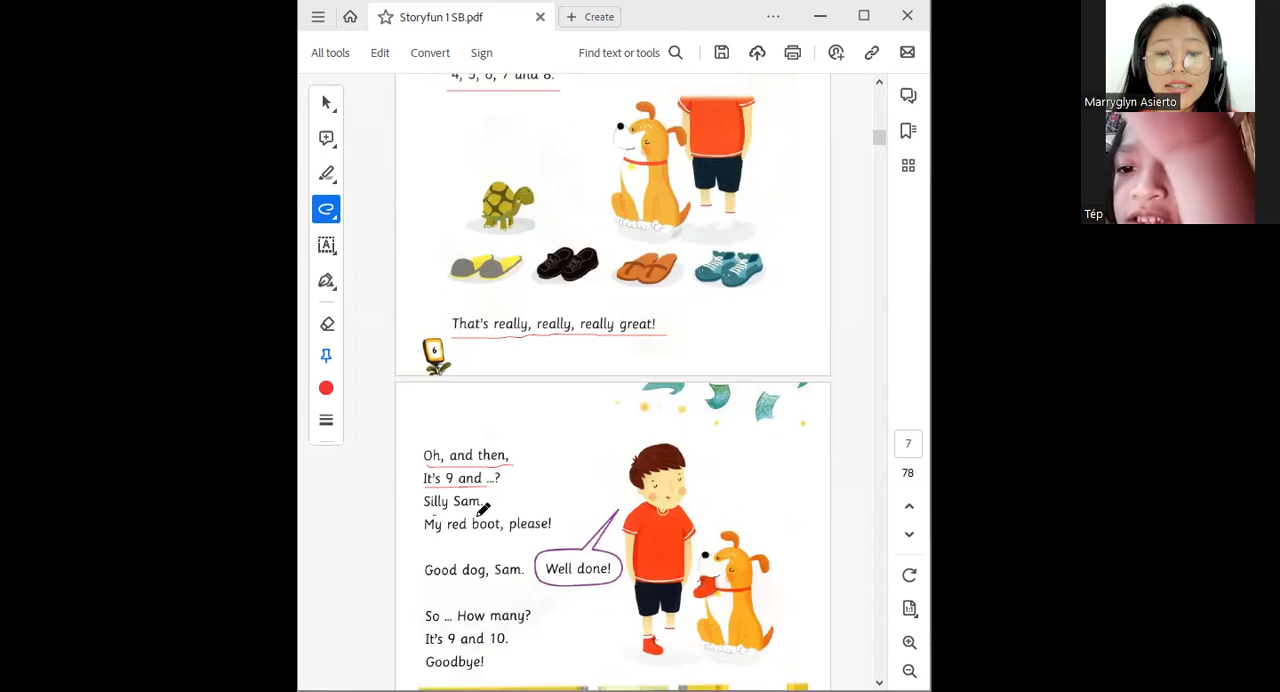 Storyfun 1SB.pdf
Create
All tools
Edit
Convert
Sign
Find text or tools
4, 5, 6, 7 and 8.
That's really, really, really great!
6
Oh, and then,
It's 9 and ...?
Silly Sam.
My red boot, please!
Good dog, Sam.
Well done!
So ... How many?
It's 9 and 10.
Goodbye!
7
78
Marryglyn Asierto
Tép